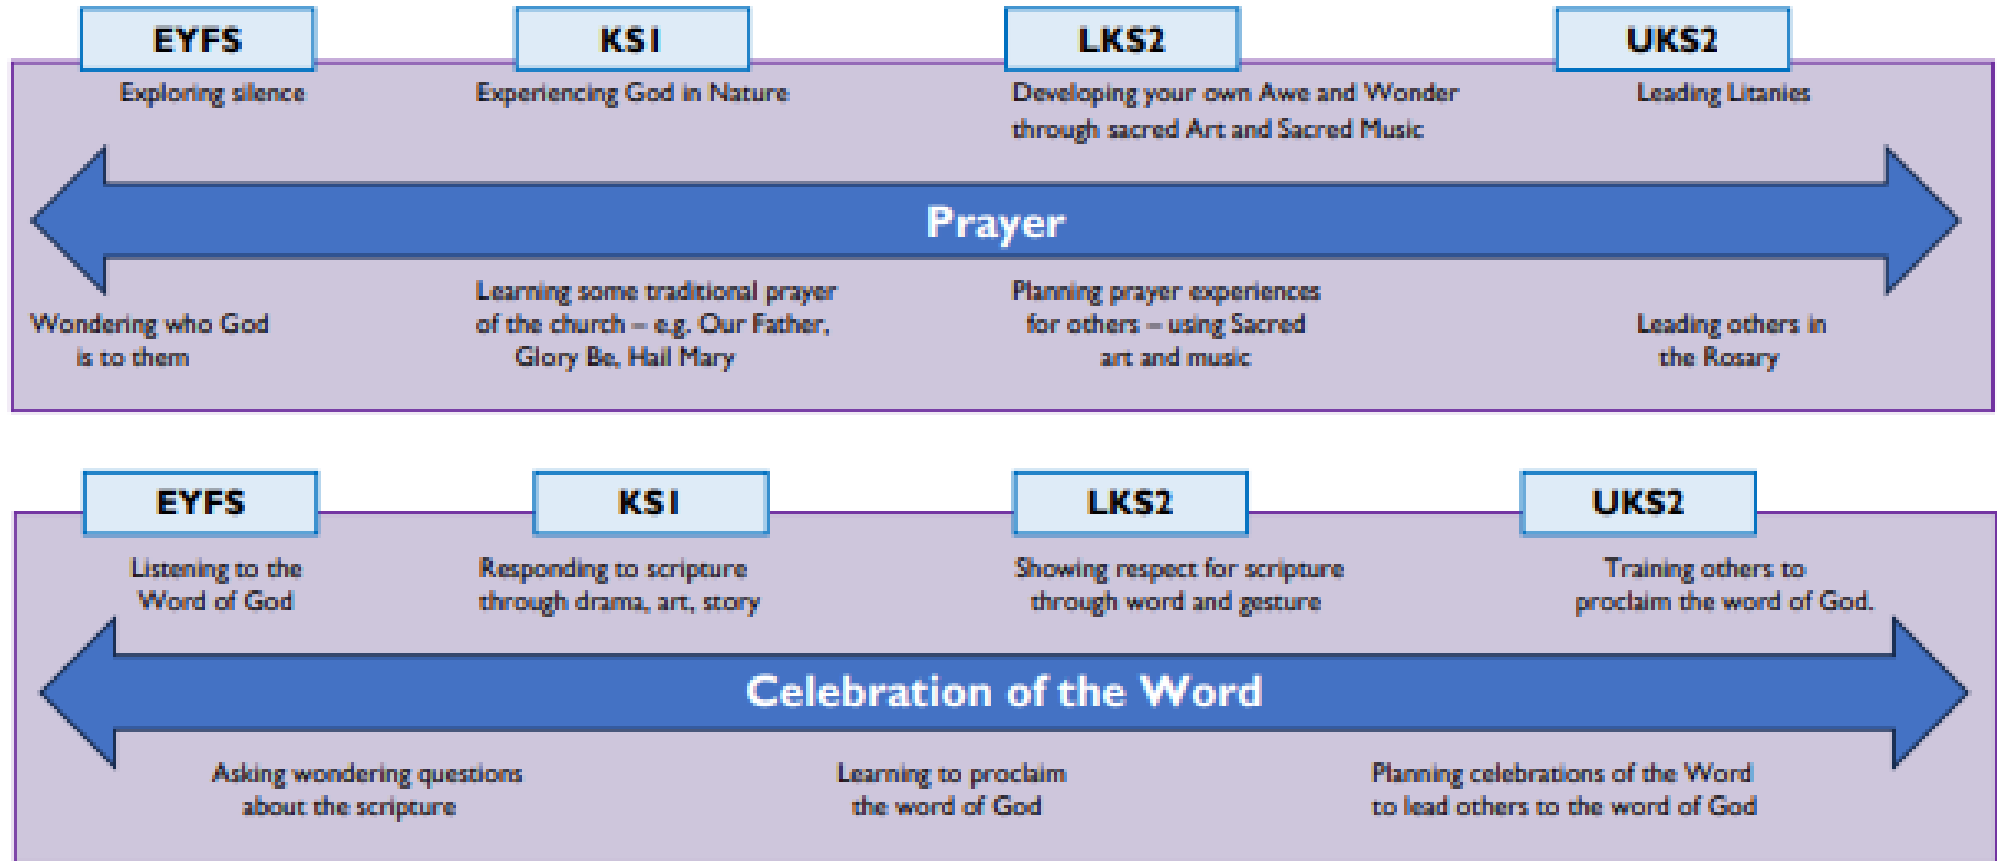 EYFS
KS1
LKS2
UKS2
Exploring silence
Experiencing God in Nature
Developing your own Awe and Wonder
through sacred Art and Sacred Music
Leading Litanies
Prayer
Wondering who God
is to them
Learning some traditional prayer
of the church – e.g. Our Father,
Glory Be, Hail Mary
Planning prayer experiences
for others – using Sacred
art and music
Leading others in
the Rosary
EYFS
KS1
LKS2
UKS2
Listening to the
Word of God
Responding to scripture
through drama, art, story
Showing respect for scripture
through word and gesture
Training others to
proclaim the word of God.
Celebration of the Word
Asking wondering questions
about the scripture
Learning to proclaim
the word of God
Planning celebrations of the Word
to lead others to the word of God